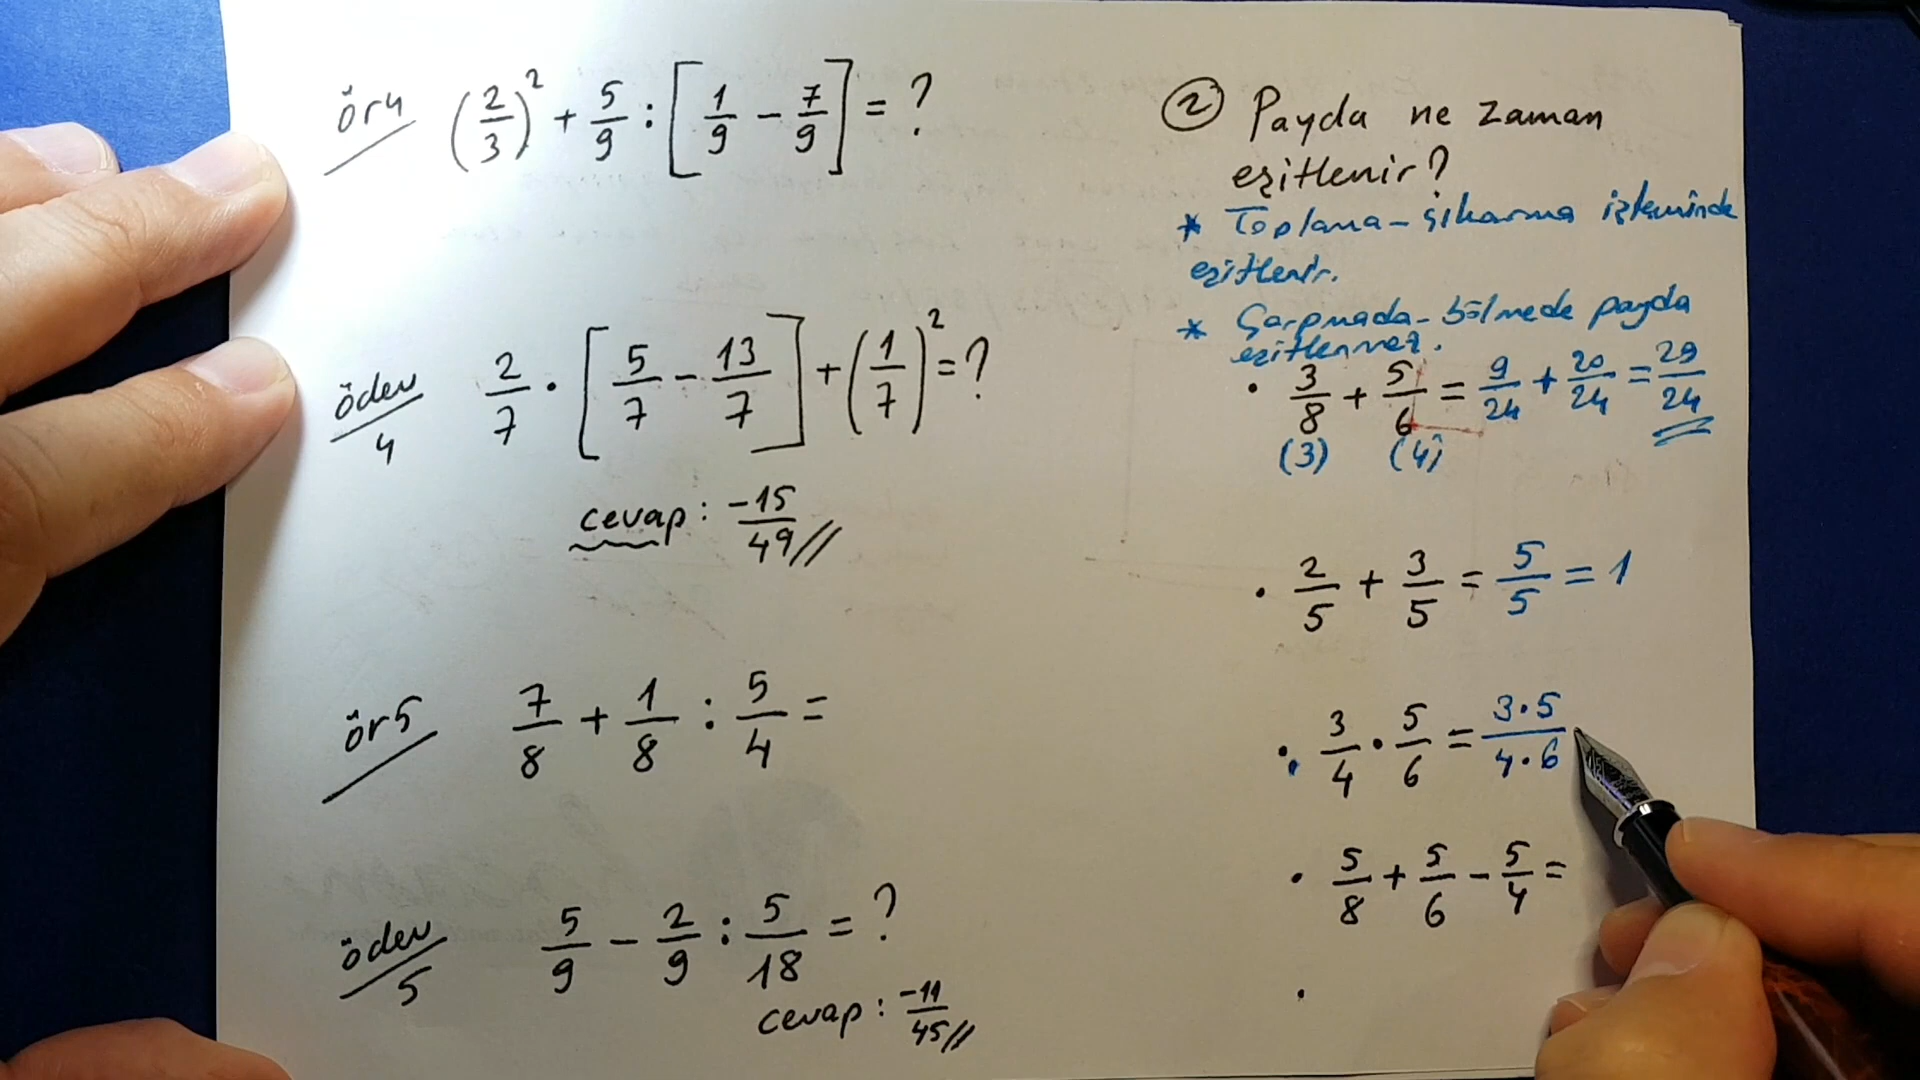 ör4 (2/3)² + 5/9 : [1/9 - 7/9] = ?
ödev 4 2/7 · [5/7 - 13/7] + (1/7)² = ?
cevap : -15/49 //
ör5 7/8 + 1/8 : 5/4 =
ödev 5 5/9 - 2/9 : 5/18 = ?
cevap : -11/45 //
② Payda ne zaman
eşitlenir?
* Toplama - çıkarma işleminde
eşitlenir.
* Çarpmada - bölmede payda
eşitlenmez.
· 3/8 + 5/6 = 9/24 + 20/24 = 29/24
(3) (4)
· 2/5 + 3/5 = 5/5 = 1
· 3/4 · 5/6 = 3·5/4·6
· 5/8 + 5/6 - 5/4 =